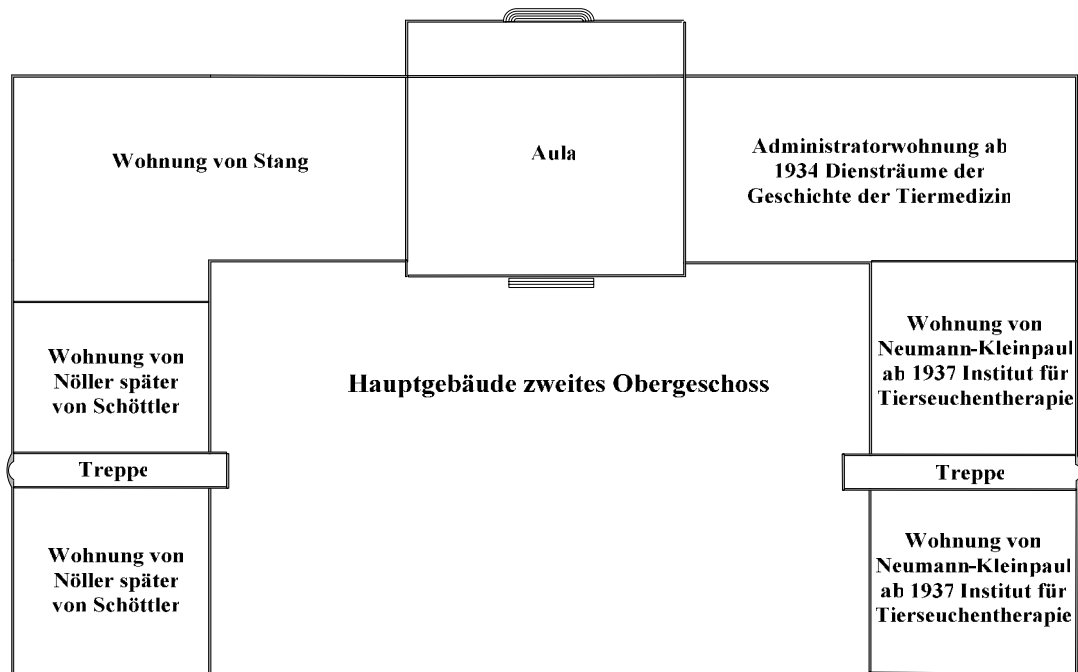 Wohnung von Stang
Aula
Administratorwohnung ab
1934 Diensträume der
Geschichte der Tiermedizin
Wohnung von
Nöller später
von Schöttler
Hauptgebäude zweites Obergeschoss
Wohnung von
Neumann-Kleinpaul
ab 1937 Institut für
Tierseuchentherapie
Treppe
Treppe
Wohnung von
Nöller später
von Schöttler
Wohnung von
Neumann-Kleinpaul
ab 1937 Institut für
Tierseuchentherapie